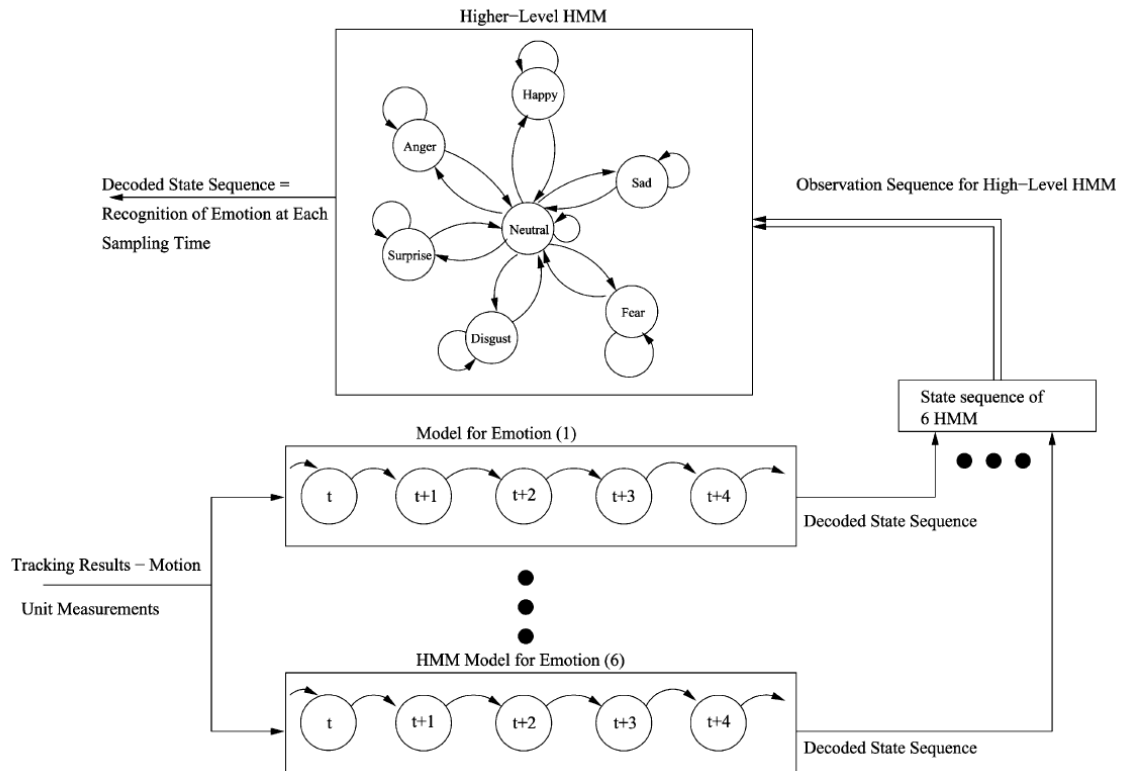 Higher−Level HMM
Happy
Anger
Sad
Decoded State Sequence =
Recognition of Emotion at Each
Sampling Time
Observation Sequence for High−Level HMM
Neutral
Surprise
Fear
Disgust
State sequence of
6 HMM
Model for Emotion (1)
t
t+1
t+2
t+3
t+4
Decoded State Sequence
Tracking Results − Motion
Unit Measurements
HMM Model for Emotion (6)
t
t+1
t+2
t+3
t+4
Decoded State Sequence